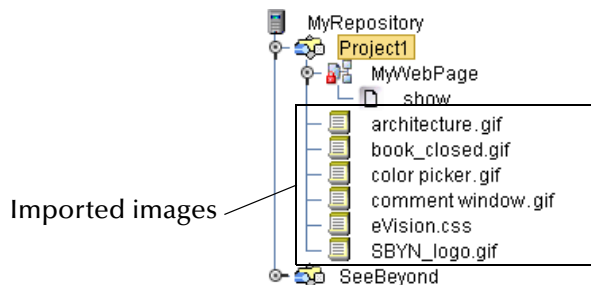 MyRepository
Project1
MyWebPage
show
architecture.gif
book_closed.gif
color picker.gif
comment window.gif
eVision.css
SBYN_logo.gif
SeeBeyond
Imported images